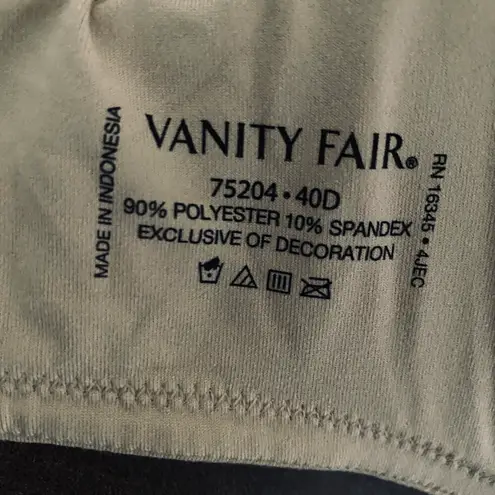 VANITY FAIR®
75204 • 40D
90% POLYESTER 10% SPANDEX
EXCLUSIVE OF DECORATION
MADE IN INDONESIA
RN 16345 • 4JEC